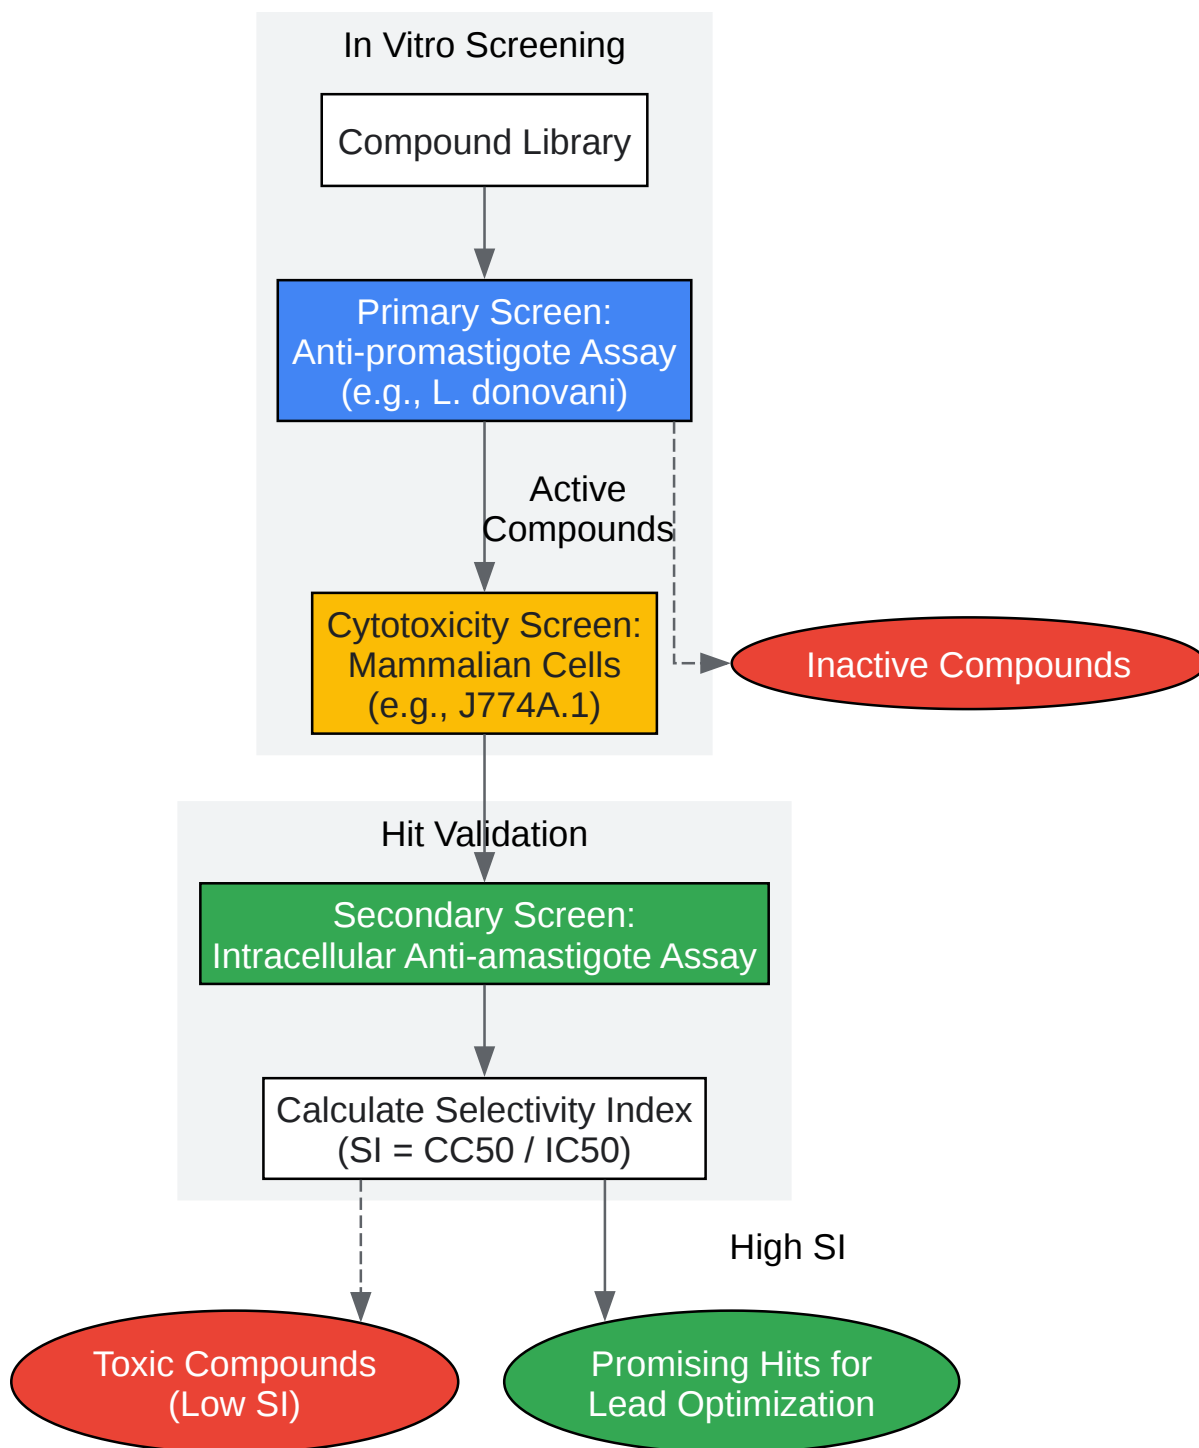 In Vitro Screening
Compound Library
Primary Screen:
Anti-promastigote Assay
(e.g., L. donovani)
Active
Compounds
Cytotoxicity Screen:
Mammalian Cells
(e.g., J774A.1)
Inactive Compounds
Hit Validation
Secondary Screen:
Intracellular Anti-amastigote Assay
Calculate Selectivity Index
(SI = CC50 / IC50)
High SI
Toxic Compounds
(Low SI)
Promising Hits for
Lead Optimization